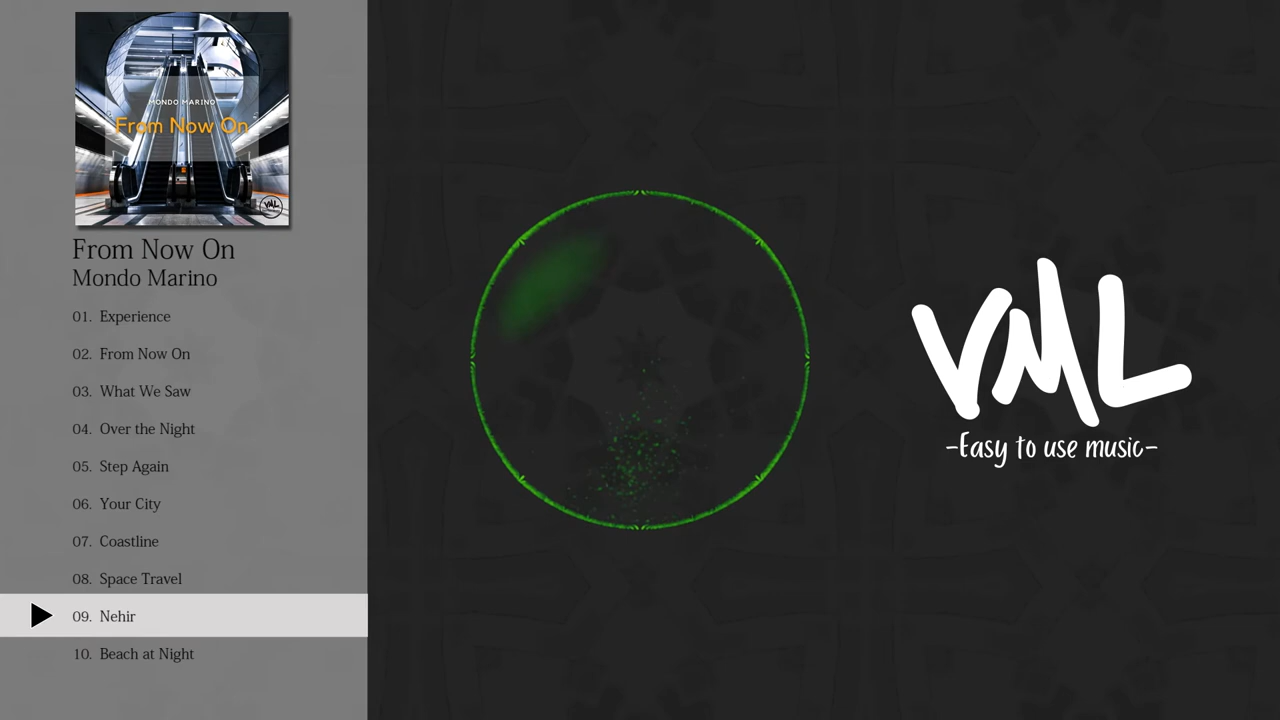 MONDO MARINO
From Now On
VML
From Now On
Mondo Marino
01. Experience
02. From Now On
03. What We Saw
04. Over the Night
05. Step Again
06. Your City
07. Coastline
08. Space Travel
09. Nehir
10. Beach at Night
VML
-Easy to use music-